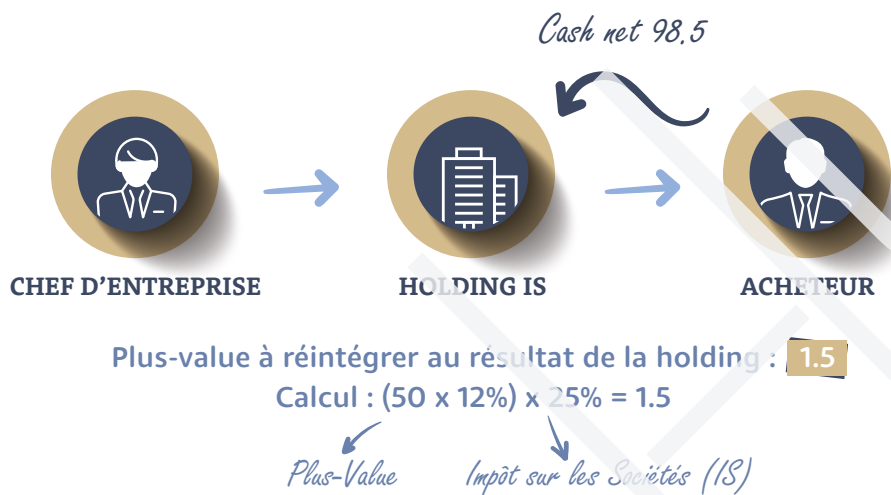 Cash net 98.5
CHEF D'ENTREPRISE
HOLDING IS
ACHETEUR
Plus-value à réintégrer au résultat de la holding : 1.5
Calcul : (50 x 12%) x 25% = 1.5
Plus-Value
Impôt sur les Sociétés (IS)